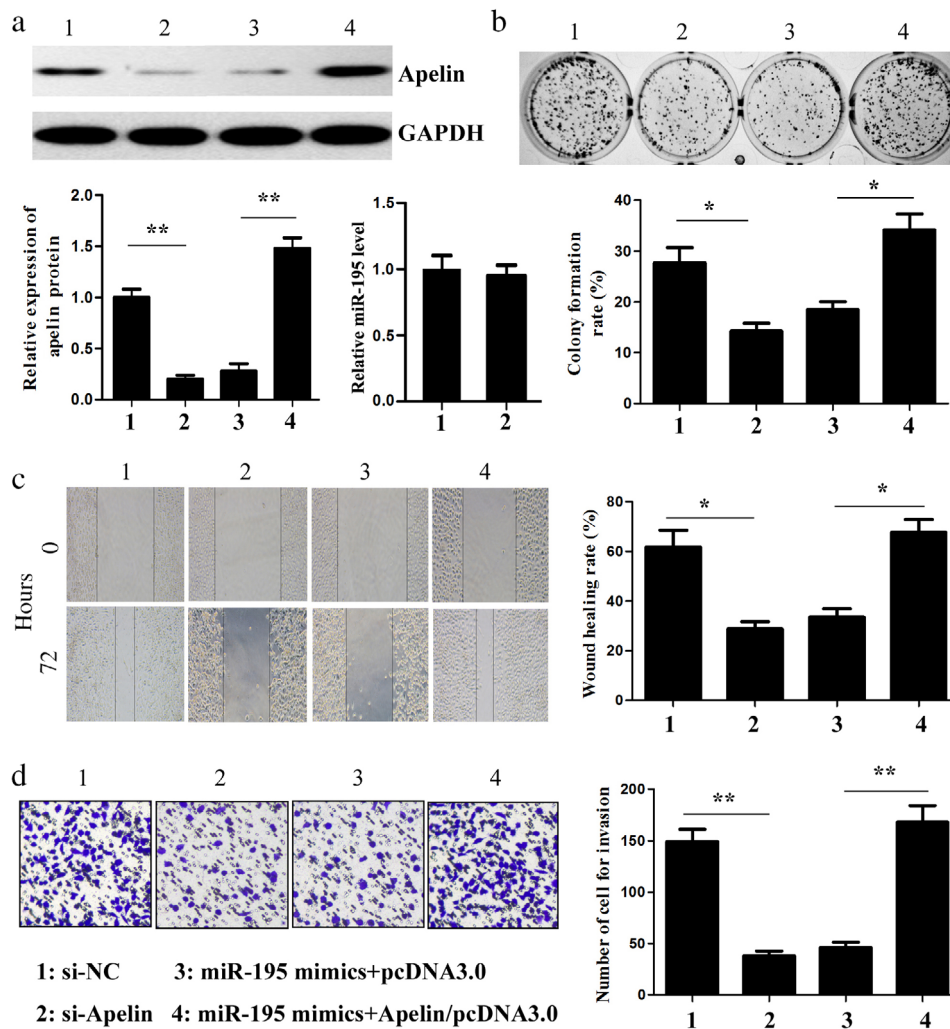 a
1 2 3 4
Apelin
GAPDH
Relative expression of
apelin protein
2.0
1.5
1.0
0.5
0.0
**
**
1 2 3 4
Relative miR-195 level
1.5
1.0
0.5
0.0
1 2
b
1 2 3 4
Colony formation
rate (%)
40
30
20
10
0
*
*
1 2 3 4
c
1 2 3 4
Hours
0
72
Wound healing rate (%)
80
60
40
20
0
*
*
1 2 3 4
d
1 2 3 4
Number of cell for invasion
200
150
100
50
0
**
**
1 2 3 4
1: si-NC 3: miR-195 mimics+pcDNA3.0
2: si-Apelin 4: miR-195 mimics+Apelin/pcDNA3.0